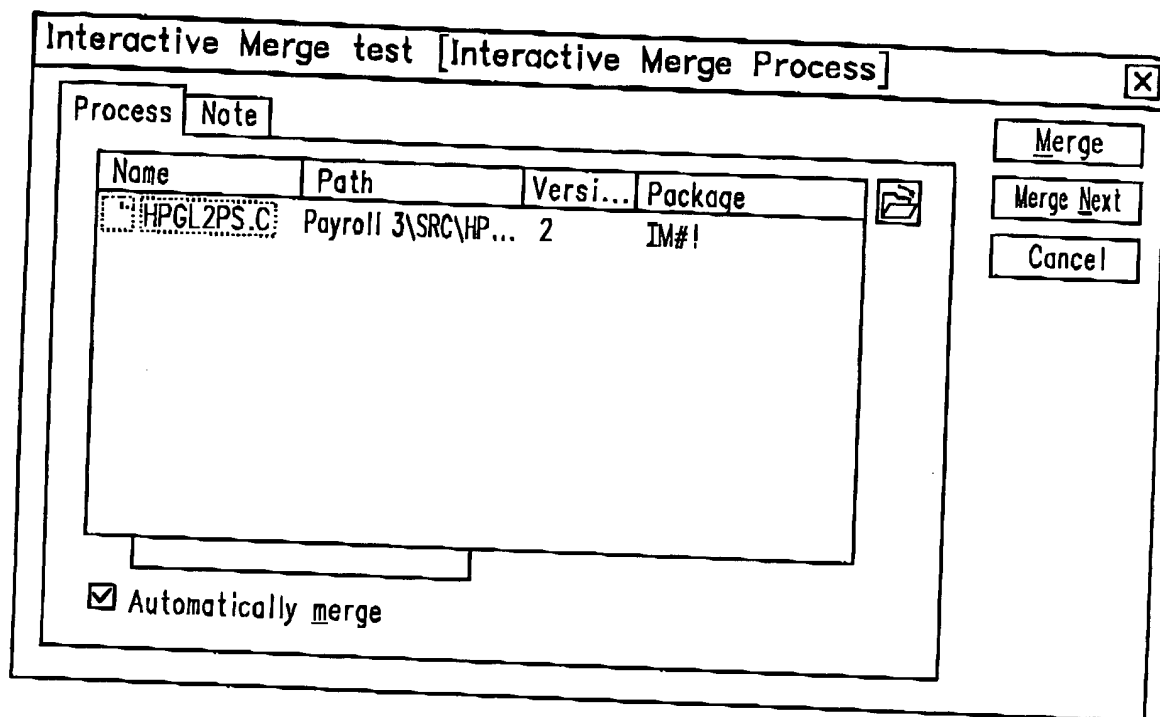 Interactive Merge test [Interactive Merge Process]
Process Note
Name Path Versi... Package
HPGL2PS.C Payroll 3\SRC\HP... 2 IM#!
Automatically merge
Merge
Merge Next
Cancel